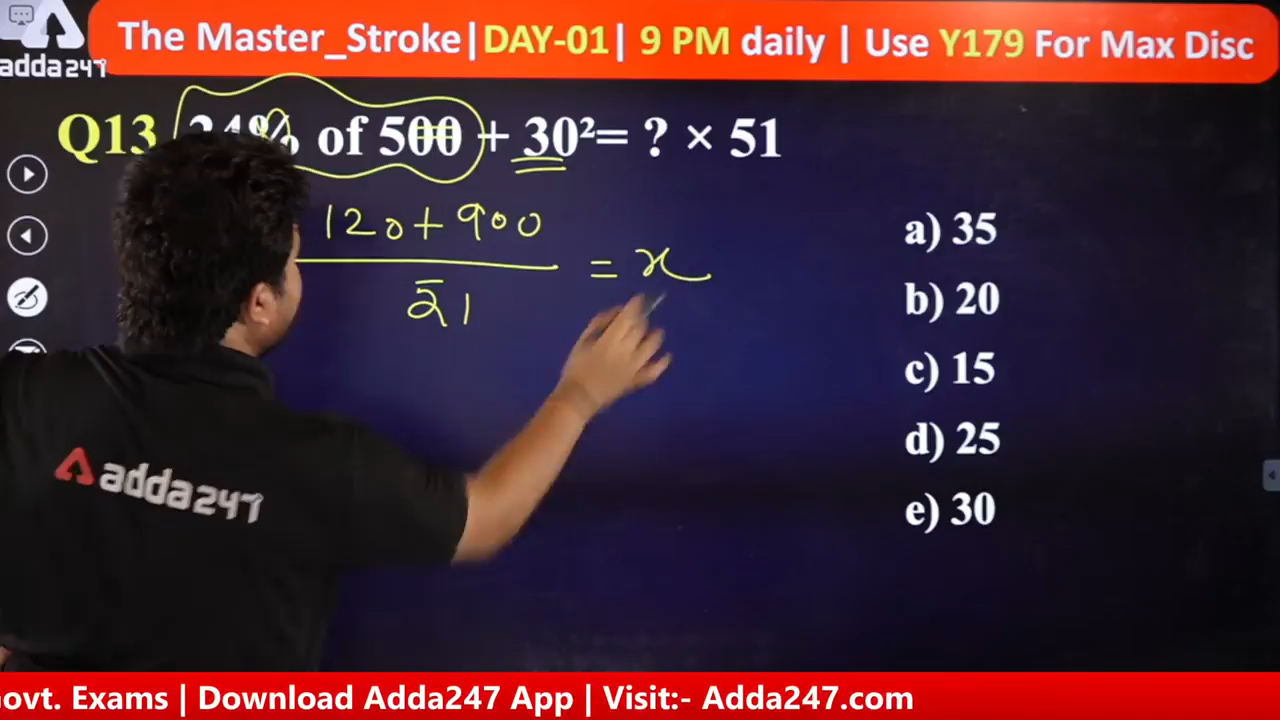 The Master_Stroke|DAY-01| 9 PM daily | Use Y179 For Max Disc
adda247
Q13 24% of 500 + 30²= ? × 51
120+900
51
= x
a) 35
b) 20
c) 15
d) 25
e) 30
adda247
ovt. Exams | Download Adda247 App | Visit:- Adda247.com